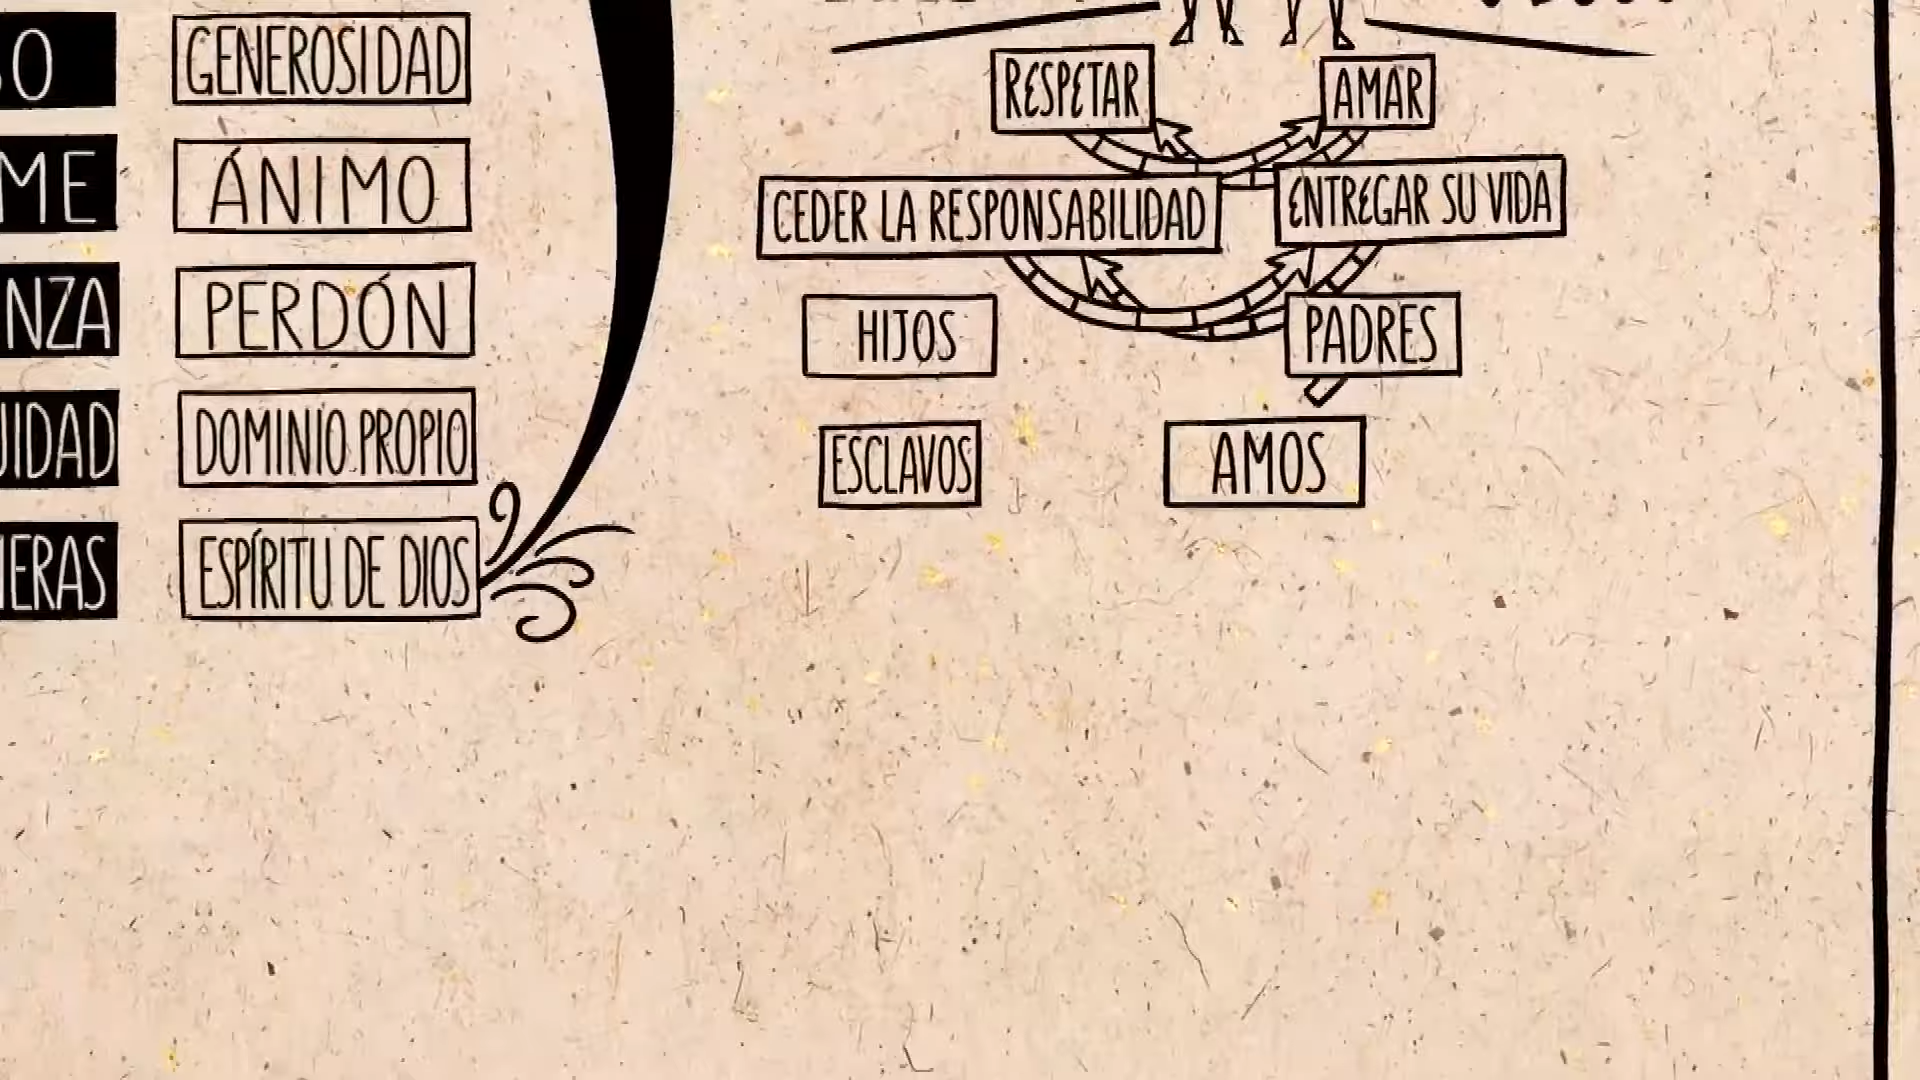 GENEROSIDAD
ÁNIMO
PERDÓN
DOMINIO PROPIO
ESPÍRITU DE DIOS
RESPETAR
AMAR
CEDER LA RESPONSABILIDAD
ENTREGAR SU VIDA
HIJOS
PADRES
ESCLAVOS
AMOS